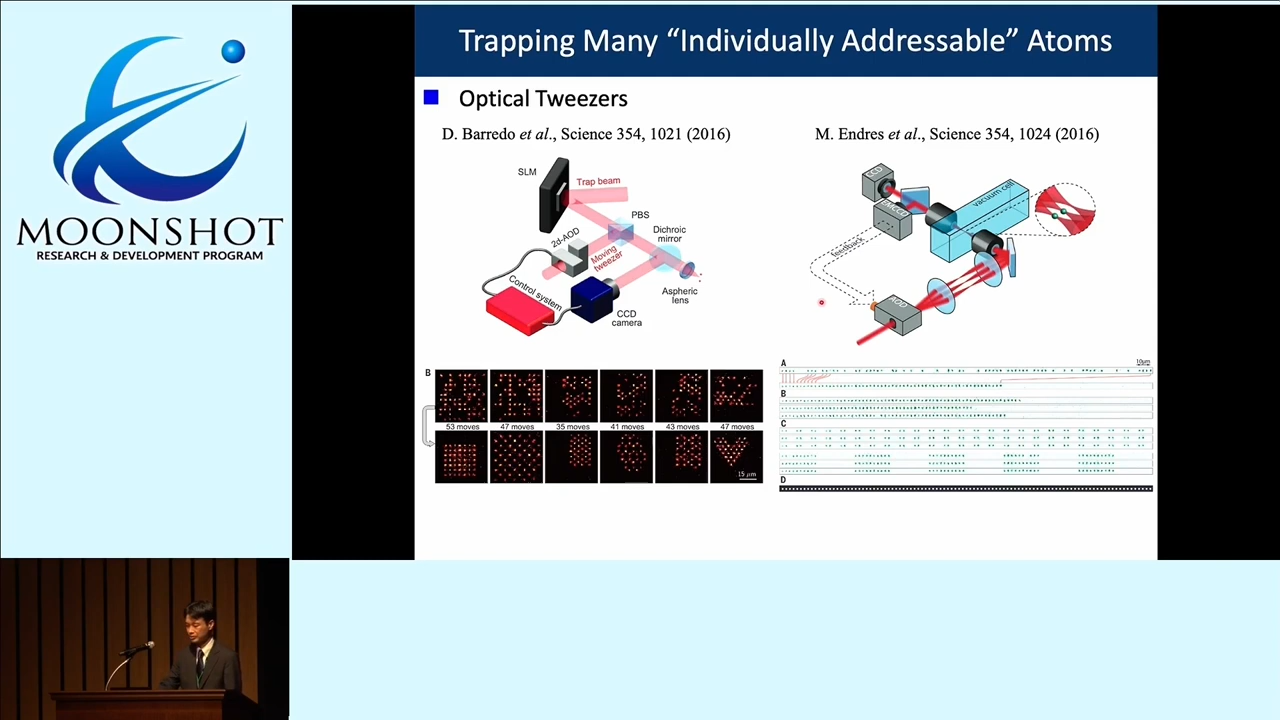 MOONSHOT
RESEARCH & DEVELOPMENT PROGRAM
Trapping Many “Individually Addressable” Atoms
Optical Tweezers
D. Barredo et al., Science 354, 1021 (2016)
SLM
Trap beam
PBS
2d-AOD
Dichroic
mirror
Moving
tweezer
Control system
Aspheric
lens
CCD
camera
B
53 moves
47 moves
35 moves
41 moves
43 moves
47 moves
15 µm
M. Endres et al., Science 354, 1024 (2016)
CCD
EMCCD
vacuum cell
feedback
AOD
10µm
A
B
C
D